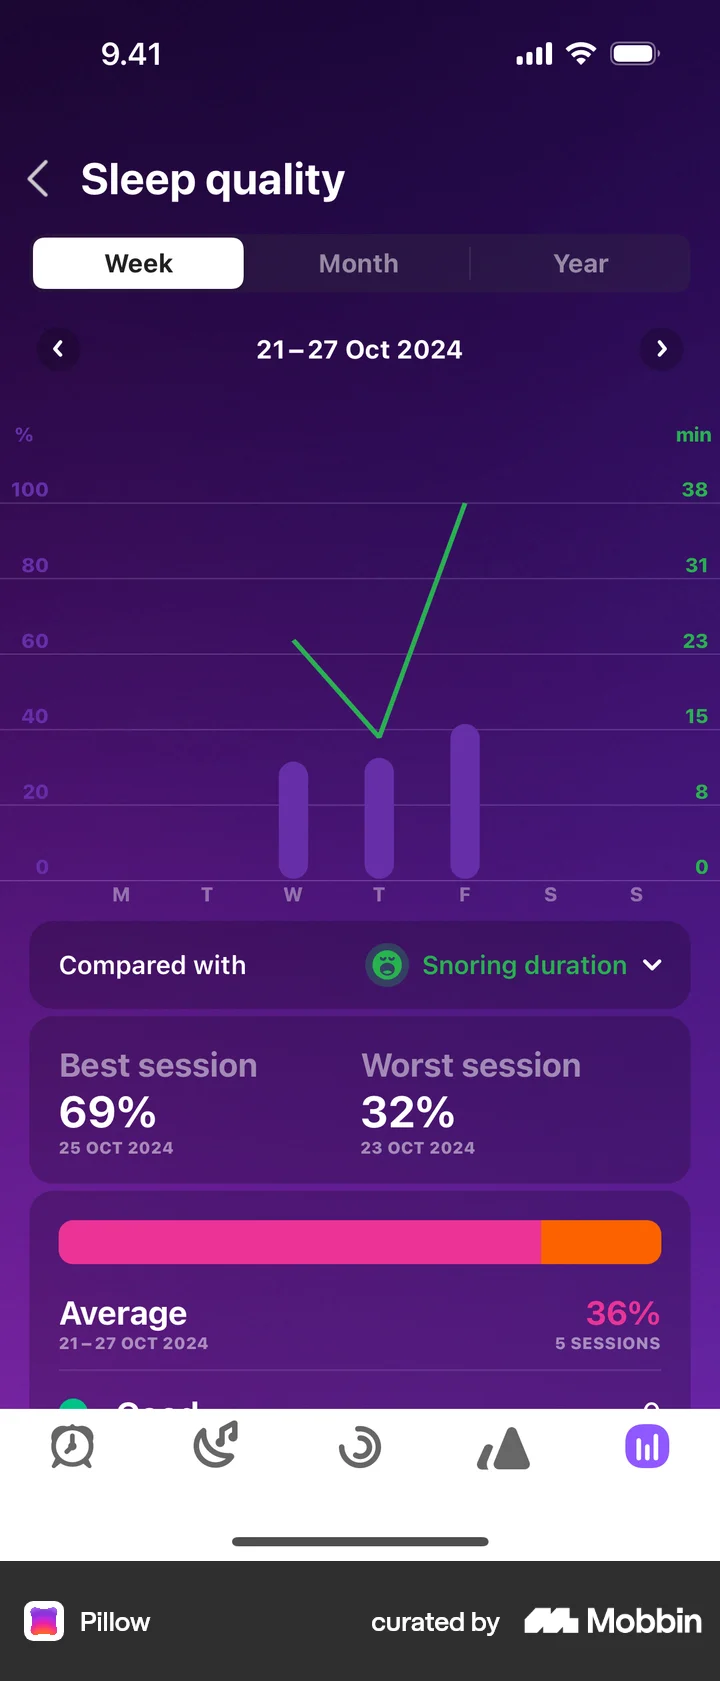 9.41
Sleep quality
Week Month Year
21–27 Oct 2024
% min
100 38
80 31
60 23
40 15
20 8
0 0
M T W T F S S
Compared with Snoring duration
Best session Worst session
69% 32%
25 OCT 2024 23 OCT 2024
Average 36%
21–27 OCT 2024 5 SESSIONS
Pillow curated by Mobbin